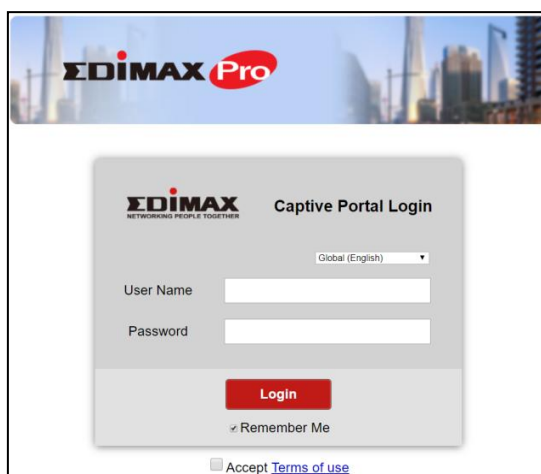 EDIMAX Pro
EDIMAX Captive Portal Login
NETWORKING PEOPLE TOGETHER
Global (English)
User Name
Password
Login
Remember Me
Accept Terms of use